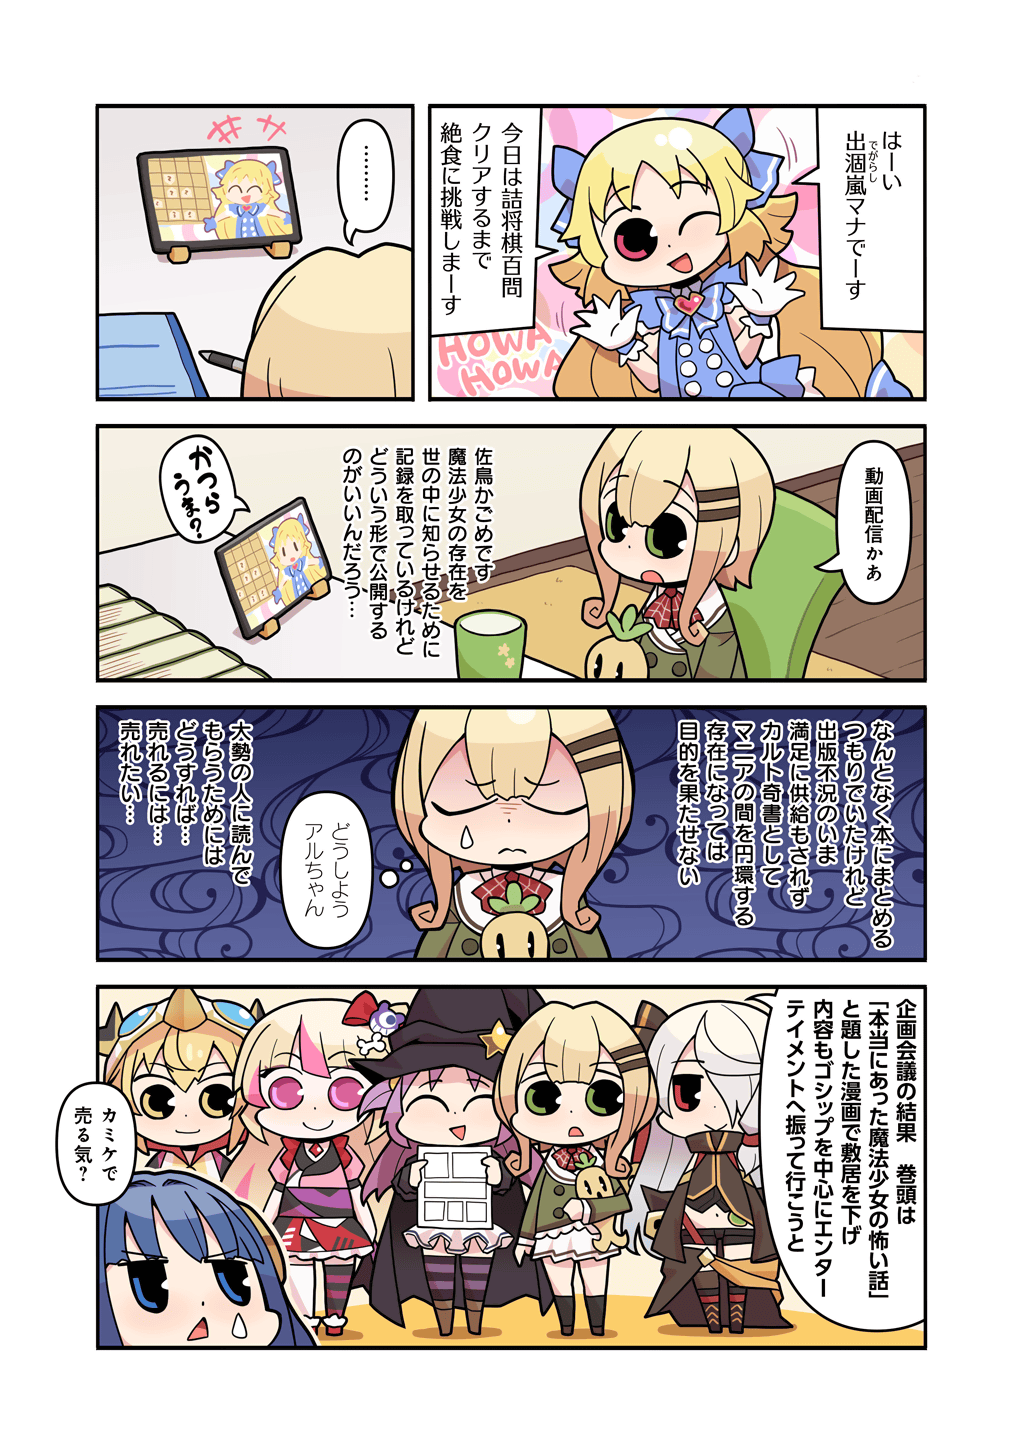 はーい
出涸嵐マナでーす
でがらし
今日は詰将棋百問
クリアするまで
絶食に挑戦しまーす
HOWA
HOWA
………
動画配信かあ
佐鳥かごめです
魔法少女の存在を
世の中に知らせるために
記録を取っているけれど
どういう形で公開する
のがいいんだろう…
かつら
うま?
なんとなく本にまとめる
つもりでいたけれど
出版不況のいま
満足に供給もされず
カルト奇書として
マニアの間を円環する
存在になっては
目的を果たせない
どうしよう
アルちゃん
大勢の人に読んで
もらうためには
どうすれば…
売れるには…
売れたい…
企画会議の結果 巻頭は
「本当にあった魔法少女の怖い話」
と題した漫画で敷居を下げ
内容もゴシップを中心にエンター
テイメントへ振って行こうと
カミケで
売る気?